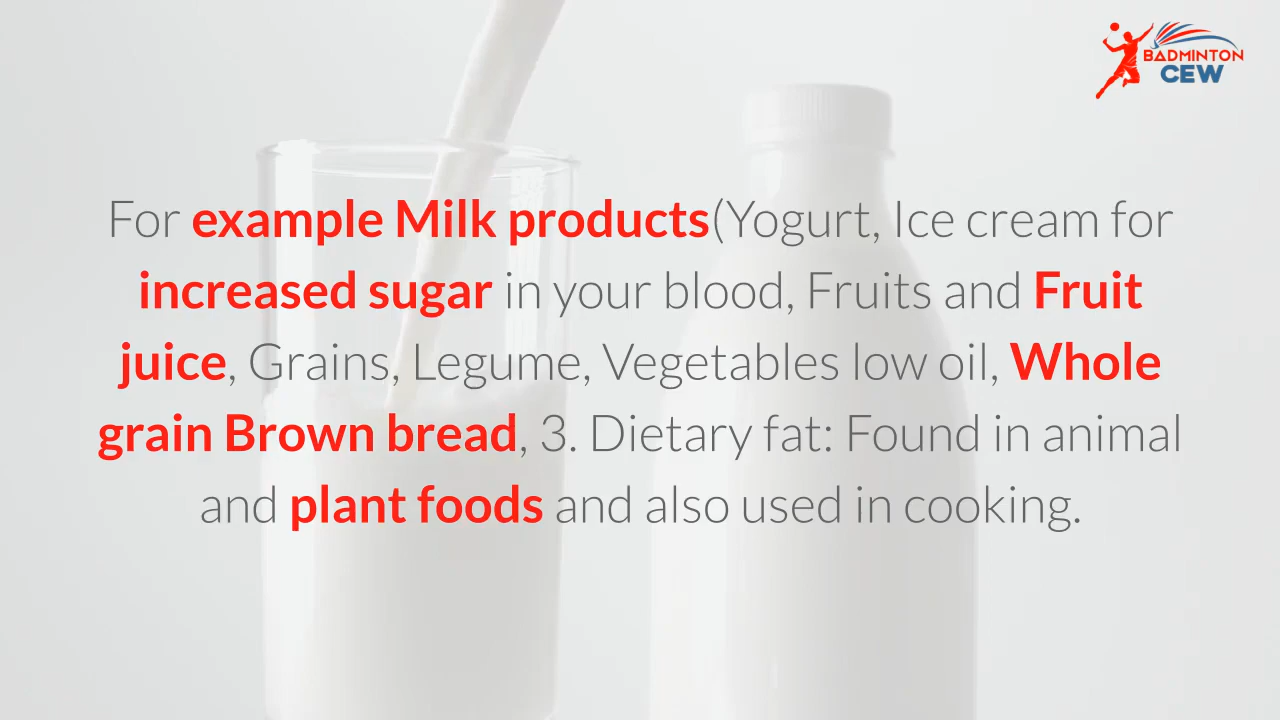 BADMINTON
CEW
For example Milk products(Yogurt, Ice cream for
increased sugar in your blood, Fruits and Fruit
juice, Grains, Legume, Vegetables low oil, Whole
grain Brown bread, 3. Dietary fat: Found in animal
and plant foods and also used in cooking.